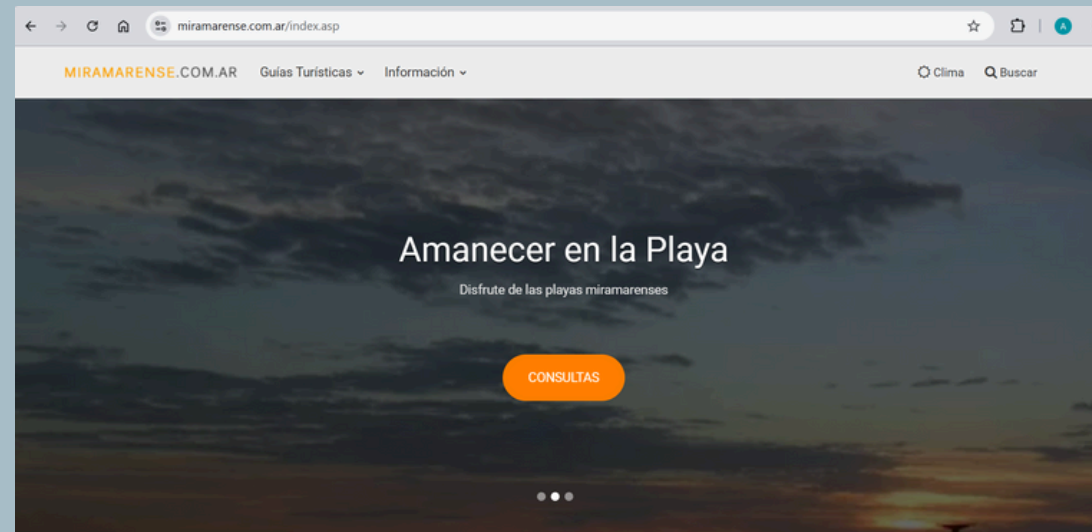 miramarense.com.ar/index.asp
A
MIRAMARENSE.COM.AR Guías Turísticas Información Clima Buscar
Amanecer en la Playa
Disfrute de las playas miramarenses
CONSULTAS